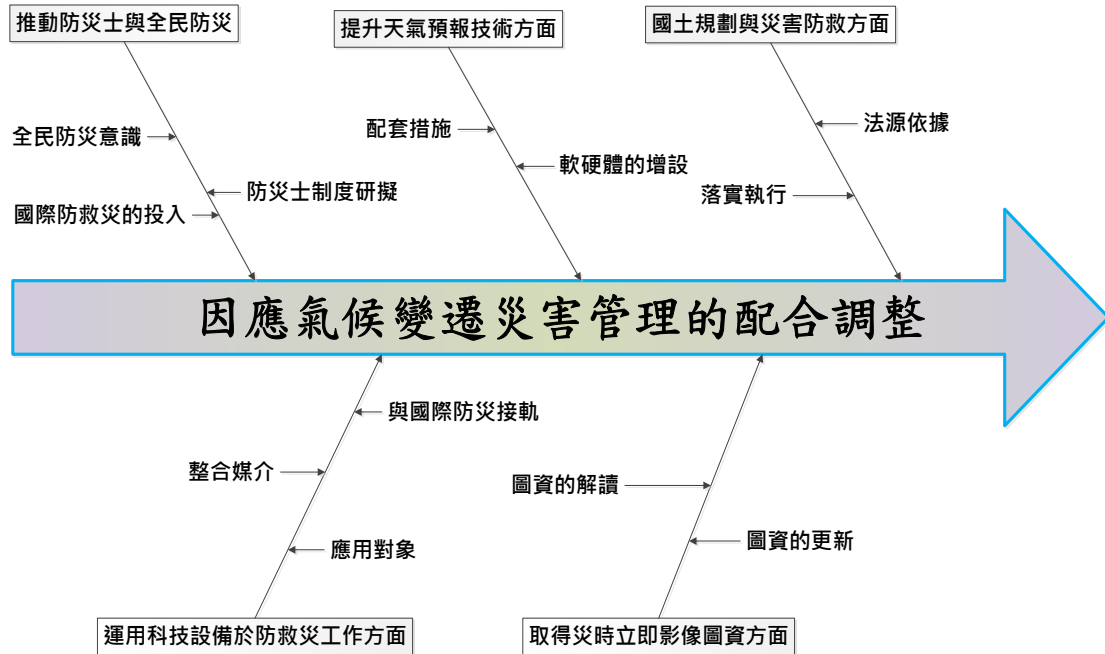 推動防災士與全民防災
提升天氣預報技術方面
國土規劃與災害防救方面
全民防災意識
防災士制度研擬
國際防救災的投入
配套措施
軟硬體的增設
法源依據
落實執行
因應氣候變遷災害管理的配合調整
與國際防災接軌
整合媒介
應用對象
圖資的解讀
圖資的更新
運用科技設備於防救災工作方面
取得災時立即影像圖資方面